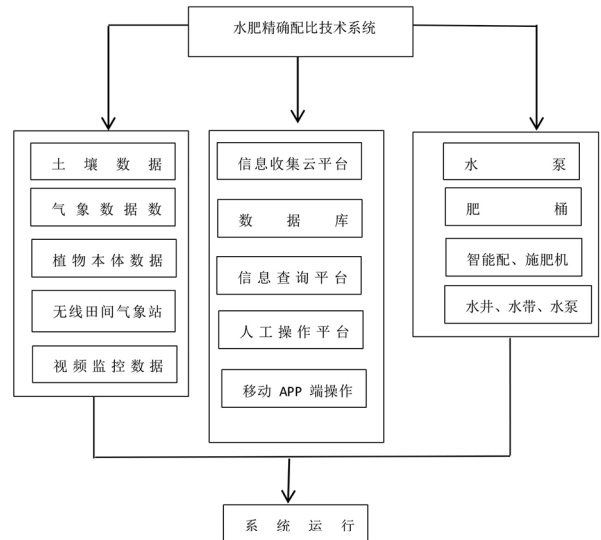 水肥精确配比技术系统
土壤数据
气象数据数
植物本体数据
无线田间气象站
视频监控数据
信息收集云平台
数据库
信息查询平台
人工操作平台
移动 APP 端操作
水泵
肥桶
智能配、施肥机
水井、水带、水泵
系统运行